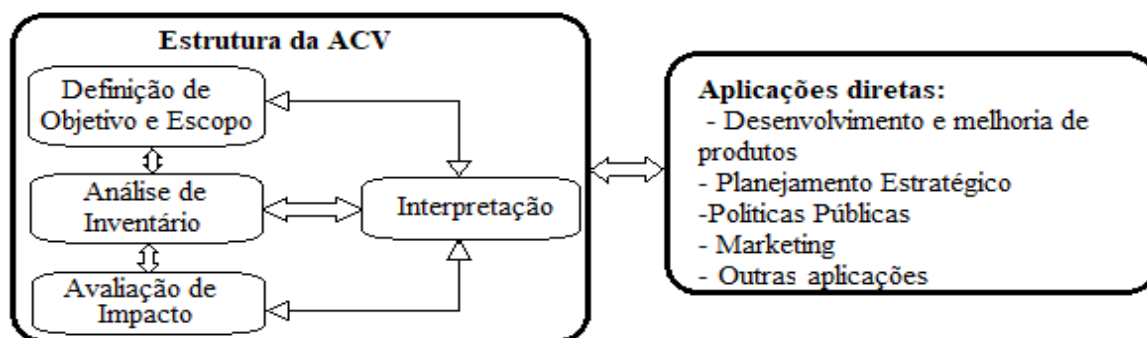 Estrutura da ACV
Definição de
Objetivo e Escopo
Análise de
Inventário
Avaliação de
Impacto
Interpretação
Aplicações diretas:
- Desenvolvimento e melhoria de
produtos
- Planejamento Estratégico
-Políticas Públicas
- Marketing
- Outras aplicações